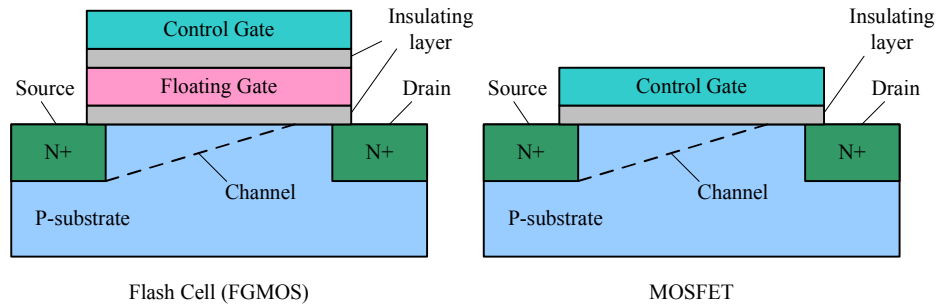 Control Gate
Insulating
layer
Floating Gate
Source
Drain
N+
N+
Channel
P-substrate
Flash Cell (FGMOS)
Insulating
layer
Control Gate
Source
Drain
N+
N+
Channel
P-substrate
MOSFET